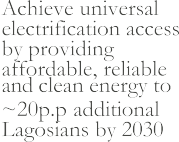 Achieve universal
electrification access
by providing
affordable, reliable
and clean energy to
~20p.p additional
Lagosians by 2030